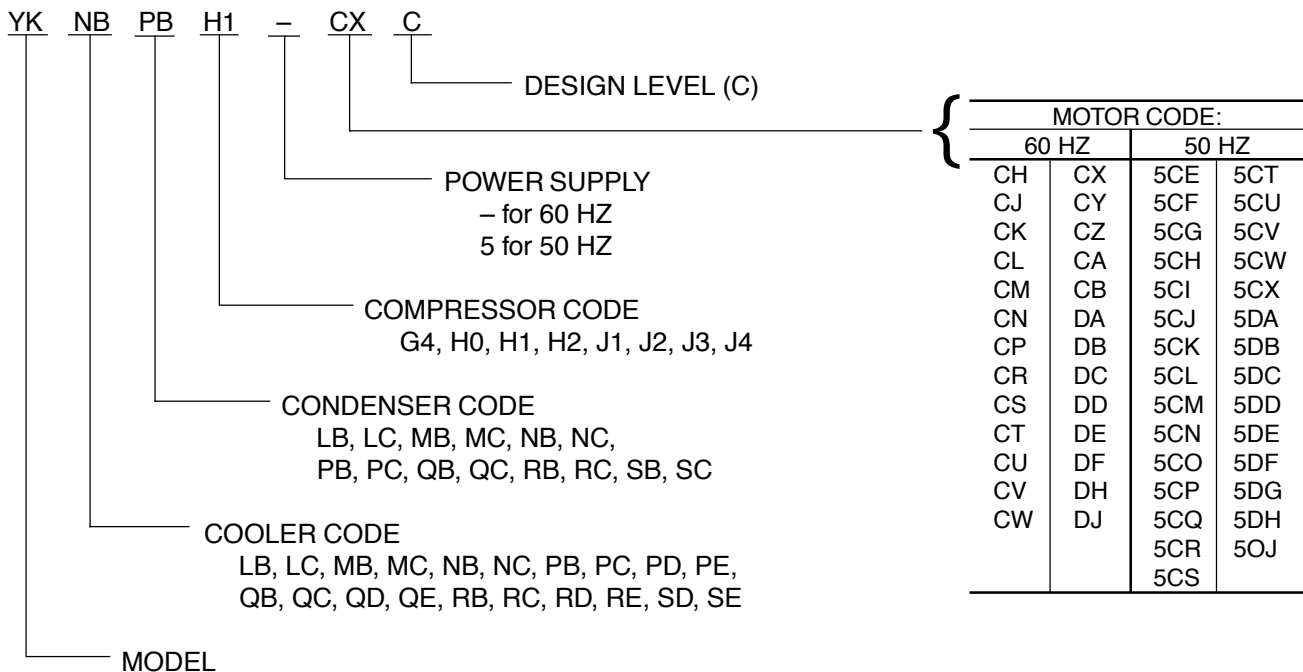 YK NB PB H1 – CX C
DESIGN LEVEL (C)
POWER SUPPLY
– for 60 HZ
5 for 50 HZ
COMPRESSOR CODE
G4, H0, H1, H2, J1, J2, J3, J4
CONDENSER CODE
LB, LC, MB, MC, NB, NC,
PB, PC, QB, QC, RB, RC, SB, SC
COOLER CODE
LB, LC, MB, MC, NB, NC, PB, PC, PD, PE,
QB, QC, QD, QE, RB, RC, RD, RE, SD, SE
MODEL
{
MOTOR CODE:
60 HZ 50 HZ
CH CX 5CE 5CT
CJ CY 5CF 5CU
CK CZ 5CG 5CV
CL CA 5CH 5CW
CM CB 5CI 5CX
CN DA 5CJ 5DA
CP DB 5CK 5DB
CR DC 5CL 5DC
CS DD 5CM 5DD
CT DE 5CN 5DE
CU DF 5CO 5DF
CV DH 5CP 5DG
CW DJ 5CQ 5DH
5CR 5OJ
5CS